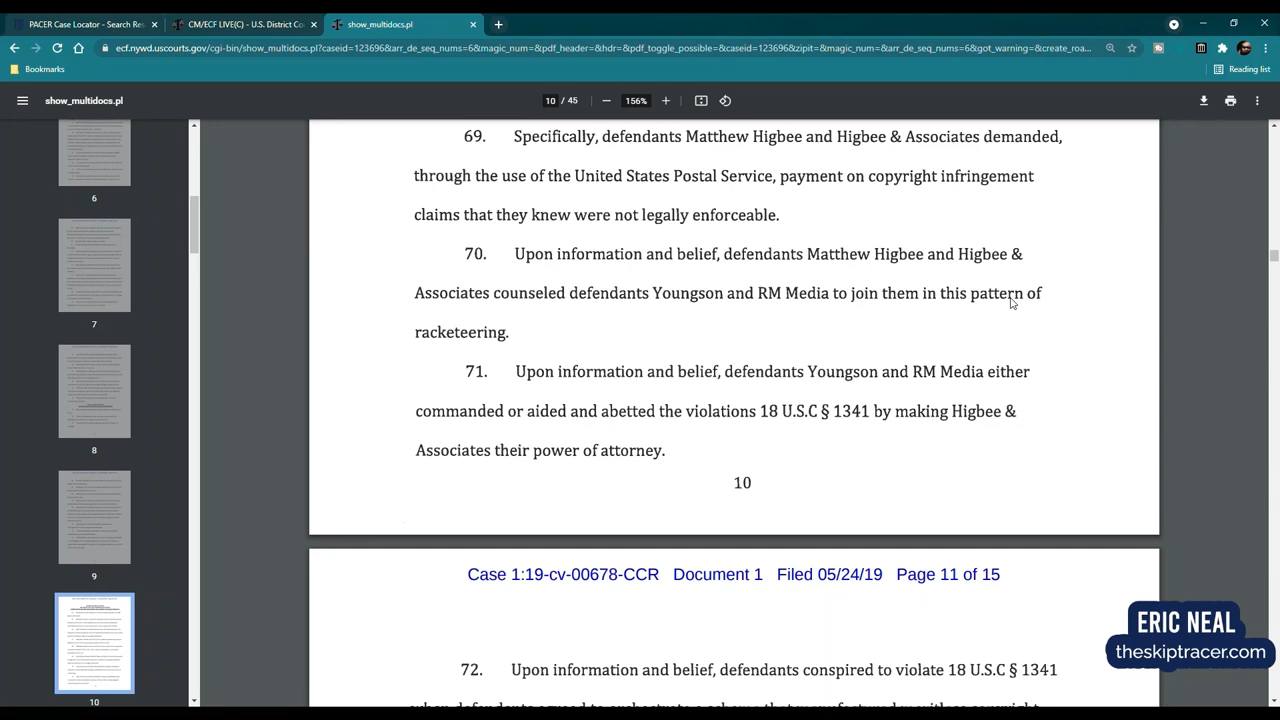 PACER Case Locator - Search Res
CM/ECF LIVE(C) - U.S. District Co
show_multidocs.pl
ecf.nywd.uscourts.gov/cgi-bin/show_multidocs.pl?caseid=123696&arr_de_seq_nums=6&magic_num=&pdf_header=&hdr=&pdf_toggle_possible=&caseid=123696&zipit=&magic_num=&arr_de_seq_nums=6&got_warning=&create_roa...
Bookmarks
Reading list
show_multidocs.pl
10 / 45
156%
6
7
8
9
10
69. Specifically, defendants Matthew Higbee and Higbee & Associates demanded,
through the use of the United States Postal Service, payment on copyright infringement
claims that they knew were not legally enforceable.
70. Upon information and belief, defendants Matthew Higbee and Higbee &
Associates counseled defendants Youngson and RM Media to join them in this pattern of
racketeering.
71. Upon information and belief, defendants Youngson and RM Media either
commanded or aided and abetted the violations 18 U.S.C § 1341 by making Higbee &
Associates their power of attorney.
10
Case 1:19-cv-00678-CCR Document 1 Filed 05/24/19 Page 11 of 15
72. Upon information and belief, defendants conspired to violate 18 U.S.C § 1341
ERIC NEAL
theskiptracer.com